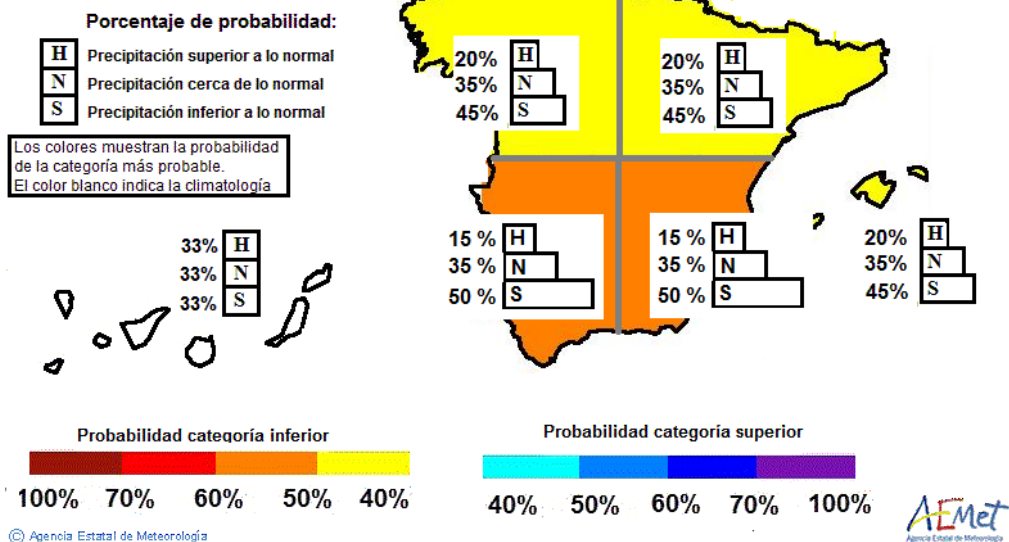 Porcentaje de probabilidad:
H Precipitación superior a lo normal
N Precipitación cerca de lo normal
S Precipitación inferior a lo normal
Los colores muestran la probabilidad
de la categoría más probable.
El color blanco indica la climatología
20% H
35% N
45% S
20% H
35% N
45% S
33% H
33% N
33% S
15 % H
35 % N
50 % S
15 % H
35 % N
50 % S
20% H
35% N
45% S
Probabilidad categoría inferior
100% 70% 60% 50% 40%
Probabilidad categoría superior
40% 50% 60% 70% 100%
© Agencia Estatal de Meteorología
AEMet
Agencia Estatal de Meteorología